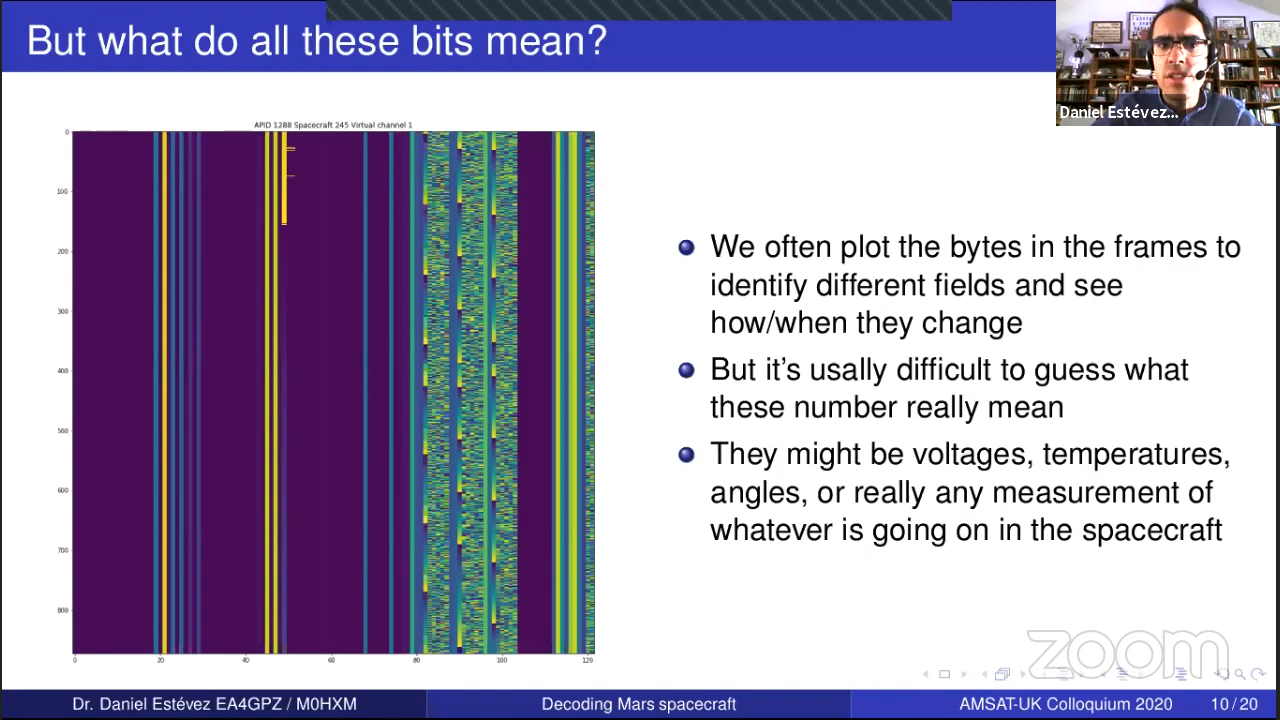 But what do all these bits mean?
Daniel Estévez...
APID 1288 Spacecraft 245 Virtual channel 1
0
100
200
300
400
500
600
700
800
0 20 40 60 80 100 120
We often plot the bytes in the frames to
identify different fields and see
how/when they change
But it's usally difficult to guess what
these number really mean
They might be voltages, temperatures,
angles, or really any measurement of
whatever is going on in the spacecraft
zoom
Dr. Daniel Estévez EA4GPZ / M0HXM
Decoding Mars spacecraft
AMSAT-UK Colloquium 2020 10 / 20